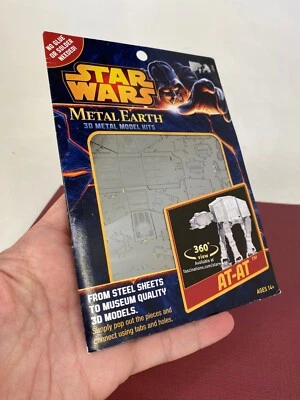 NO GLUE OR
SOLDER
NEEDED!
STAR
WARS
METAL EARTH
3D METAL MODEL KITS
360°
view
Available at
AT-AT™
FROM STEEL SHEETS
TO MUSEUM QUALITY
3D MODELS.
Simply pop out the pieces and
connect using tabs and holes.
AGES 14+